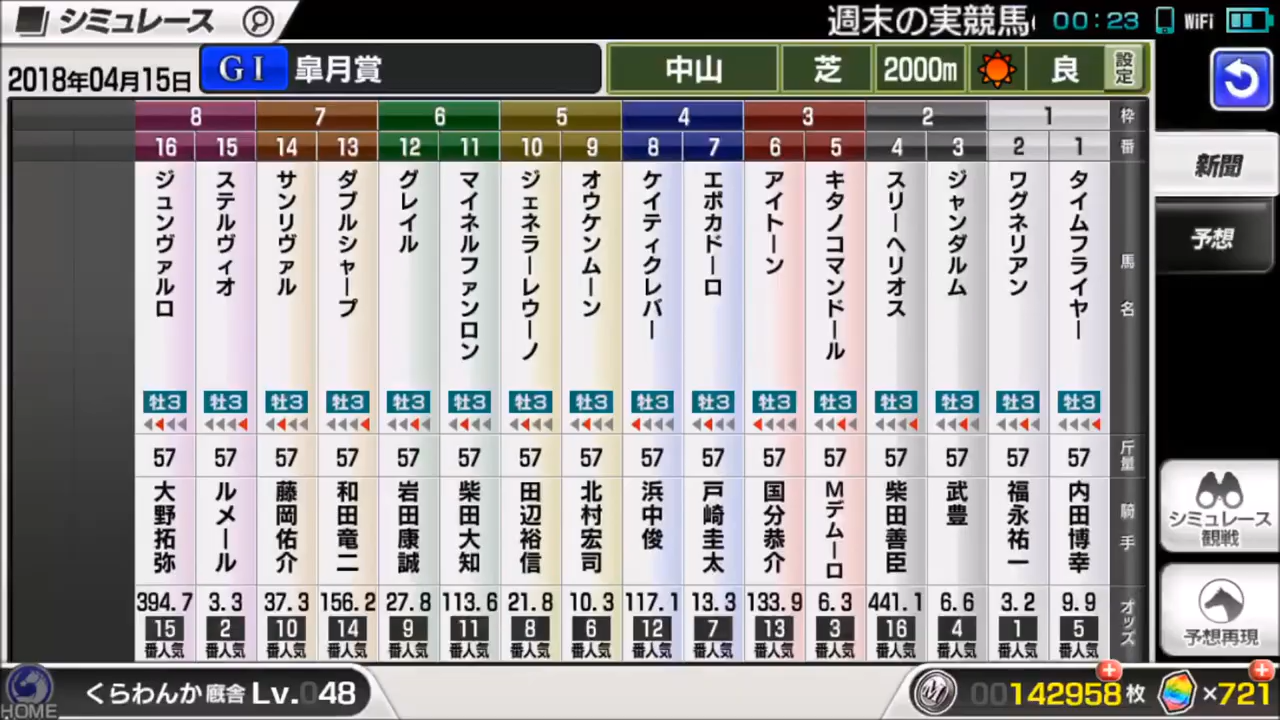 シミュレース
週末の実競馬
00:23
WiFi
2018年04月15日
GI 皐月賞
中山 芝 2000m 良 設定
8 7 6 5 4 3 2 1 枠
16 15 14 13 12 11 10 9 8 7 6 5 4 3 2 1 番
ジュンヴァルロ
ステルヴィオ
サンリヴァル
ダブルシャープ
グレイル
マイネルファンロン
ジェネラーレウーノ
オウケンムーン
ケイティクレバー
エポカドーロ
アイトーン
キタノコマンドール
スリーヘリオス
ジャンダルム
ワグネリアン
タイムフライヤー
馬名
牡3 牡3 牡3 牡3 牡3 牡3 牡3 牡3 牡3 牡3 牡3 牡3 牡3 牡3 牡3 牡3
57 57 57 57 57 57 57 57 57 57 57 57 57 57 57 57 斤量
大野拓弥
ルメール
藤岡佑介
和田竜二
岩田康誠
柴田大知
田辺裕信
北村宏司
浜中俊
戸崎圭太
国分恭介
Mデムーロ
柴田善臣
武豊
福永祐一
内田博幸
騎手
394.7 3.3 37.3 156.2 27.8 113.6 21.8 10.3 117.1 13.3 133.9 6.3 441.1 6.6 3.2 9.9 オッズ
15 2 10 14 9 11 8 6 12 7 13 3 16 4 1 5
番人気 番人気 番人気 番人気 番人気 番人気 番人気 番人気 番人気 番人気 番人気 番人気 番人気 番人気 番人気 番人気
新聞
予想
シミュレース
観戦
予想再現
HOME
くらわんか厩舎 Lv.048
00142958枚
×721